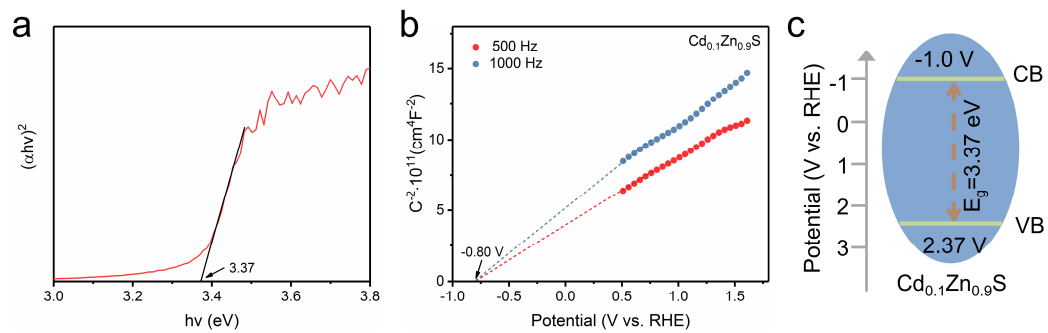 a
(αhν)²
3.37
3.0
3.2
3.4
3.6
3.8
hν (eV)
b
500 Hz
1000 Hz
Cd₀.₁Zn₀.₉S
C⁻²·10¹¹(cm⁴F⁻²)
15
10
5
0
-0.80 V
-1.0
-0.5
0.0
0.5
1.0
1.5
Potential (V vs. RHE)
c
Potential (V vs. RHE)
-1
0
1
2
3
-1.0 V
CB
E_g=3.37 eV
VB
2.37 V
Cd₀.₁Zn₀.₉S